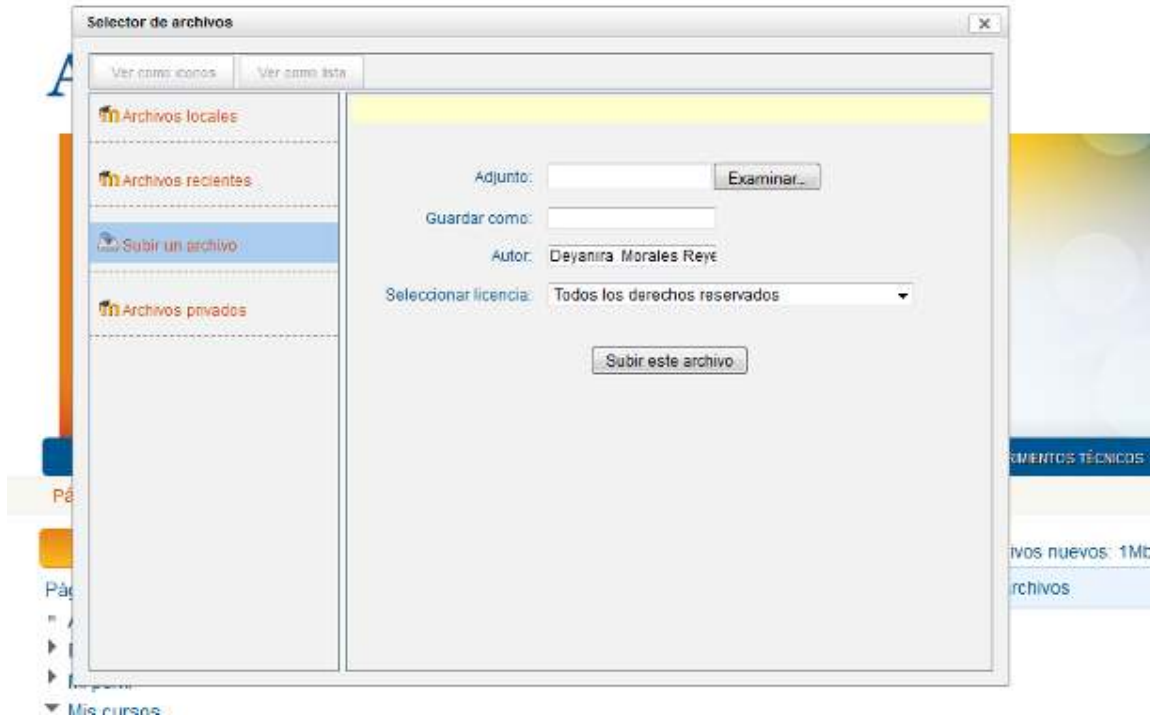 Selector de archivos
Ver como iconos
Ver como lista
Archivos locales
Archivos recientes
Subir un archivo
Archivos privados
Adjunto:
Examinar...
Guardar como:
Autor: Deyanira Morales Reye
Seleccionar licencia: Todos los derechos reservados
Subir este archivo
RIMIENTOS TÉCNICOS
Pá
ivos nuevos: 1Mb
Pág
rchivos
Mis cursos